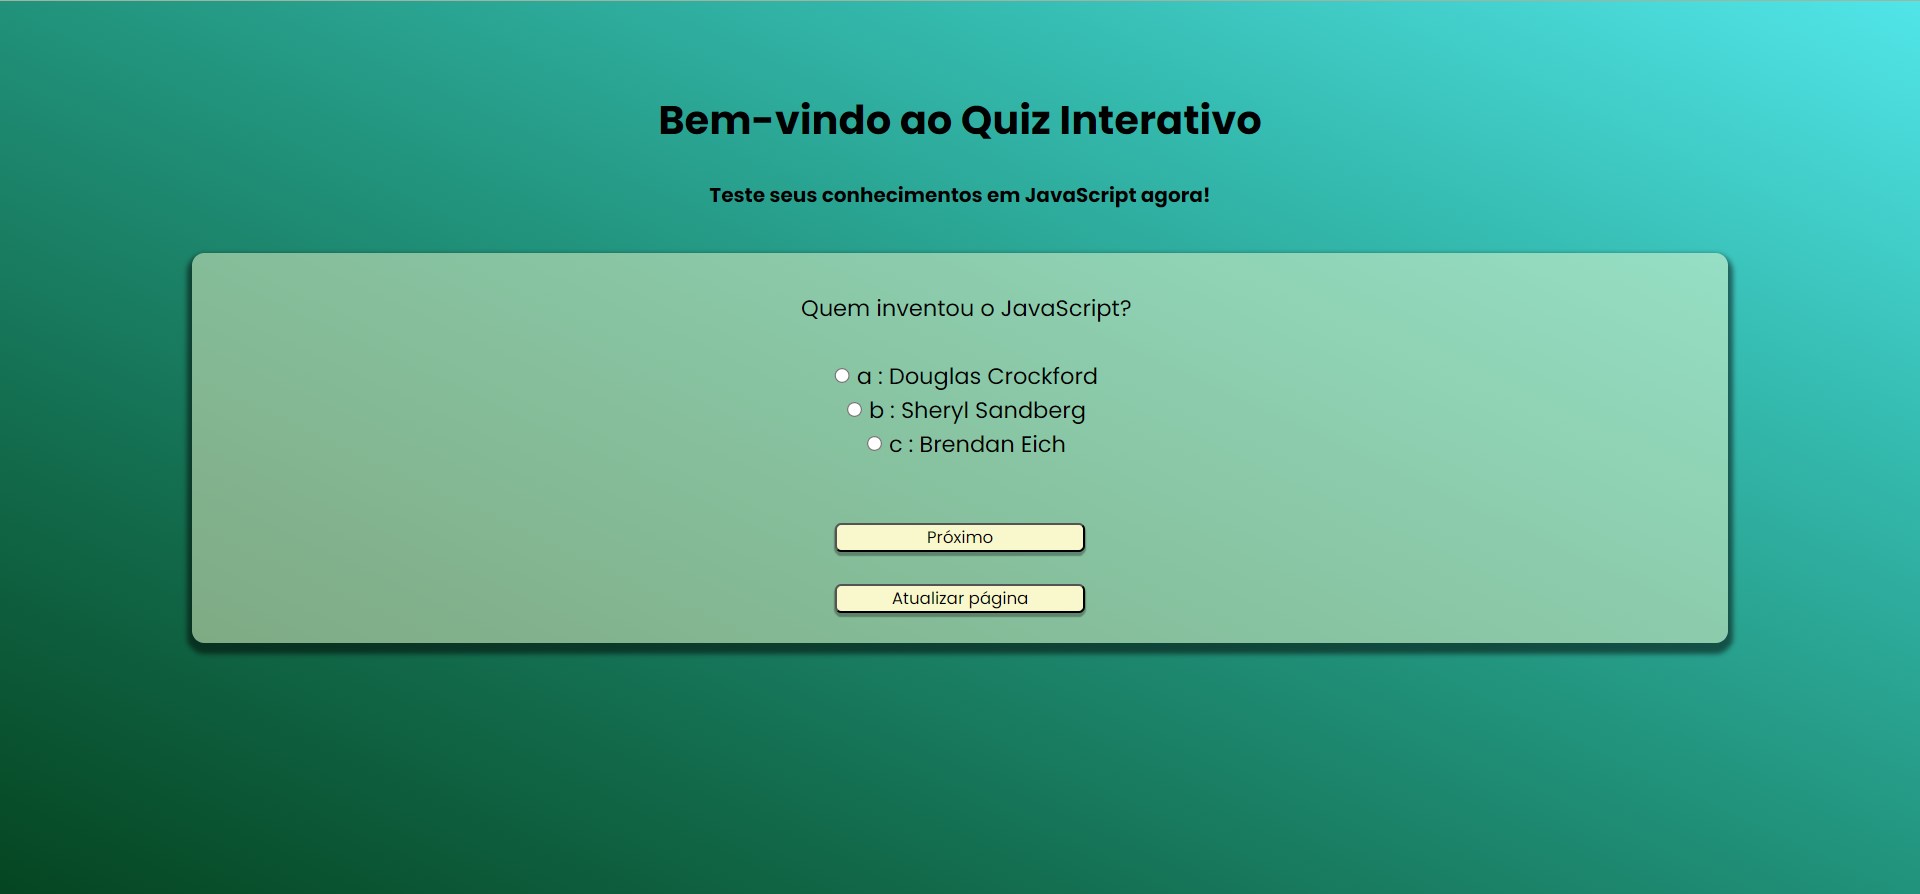 Bem-vindo ao Quiz Interativo
Teste seus conhecimentos em JavaScript agora!
Quem inventou o JavaScript?
a : Douglas Crockford
b : Sheryl Sandberg
c : Brendan Eich
Próximo
Atualizar página